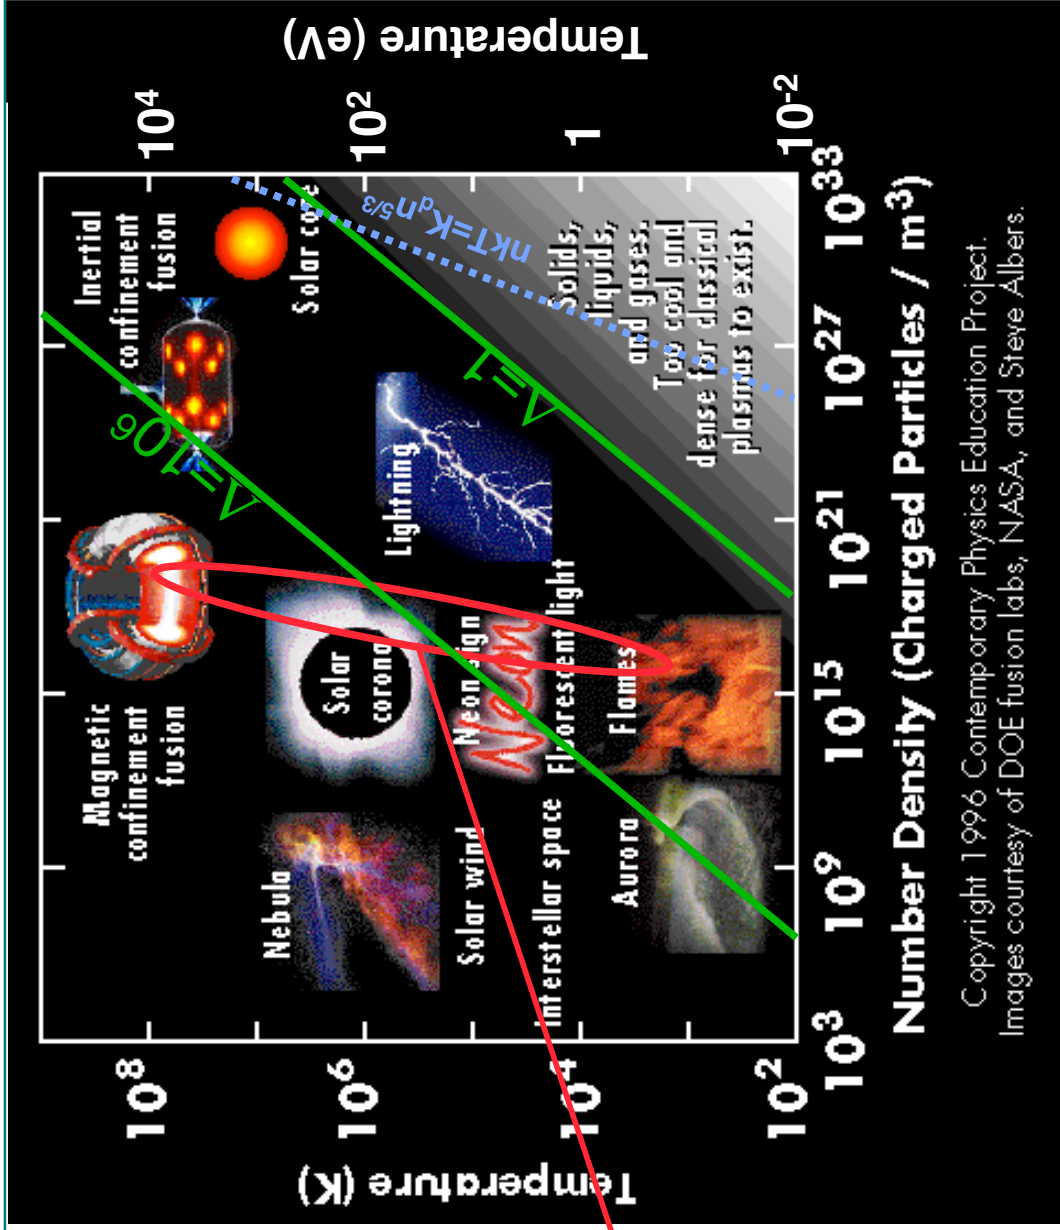 Temperature (K)
10⁸
10⁶
10⁴
10²
Temperature (eV)
10⁴
10²
1
10⁻²
Magnetic
confinement
fusion
Inertial
confinement
fusion
Λ=10⁶
Nebula
Solar
corona
Solar core
Lightning
nkT=K_d n^5/3
Solar wind
Neon sign
Neon
Λ=1
Interstellar space
Fluorescent light
Solids,
liquids,
and gases.
Too cool and
dense for classical
plasmas to exist.
Aurora
Flames
10³
10⁹
10¹⁵
10²¹
10²⁷
10³³
Number Density (Charged Particles / m³)
Copyright 1996 Contemporary Physics Education Project.
Images courtesy of DOE fusion labs, NASA, and Steve Albers.